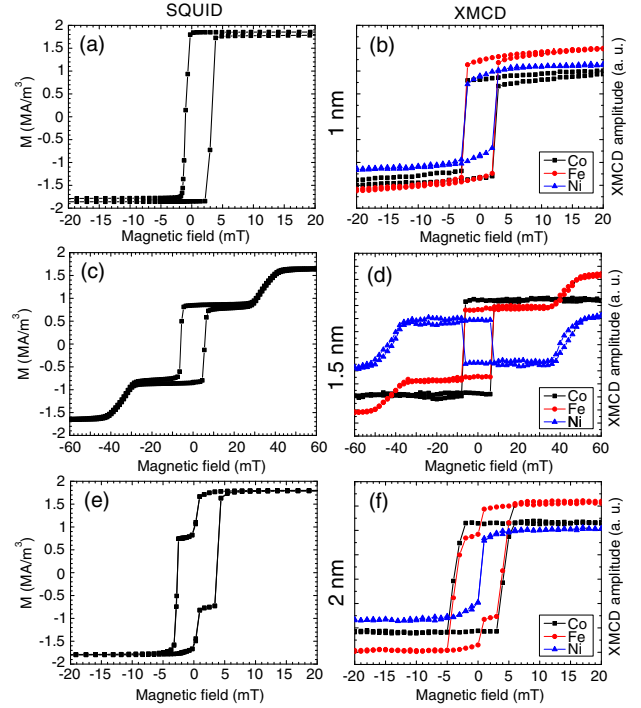 SQUID XMCD
(a) (b)
M (MA/m³)
2
1.5
1
0.5
0
-0.5
-1
-1.5
-2
-20 -15 -10 -5 0 5 10 15 20
Magnetic field (mT)
1 nm
XMCD amplitude (a. u.)
Co
Fe
Ni
-20 -15 -10 -5 0 5 10 15 20
Magnetic field (mT)
(c) (d)
M (MA/m³)
2
1.5
1
0.5
0
-0.5
-1
-1.5
-2
-60 -40 -20 0 20 40 60
Magnetic field (mT)
1.5 nm
XMCD amplitude (a. u.)
Co
Fe
Ni
-60 -50 -40 -30 -20 -10 0 10 20 30 40 50 60
Magnetic field (mT)
(e) (f)
M (MA/m³)
2
1.5
1
0.5
0
-0.5
-1
-1.5
-2
-20 -15 -10 -5 0 5 10 15 20
Magnetic field (mT)
2 nm
XMCD amplitude (a. u.)
Co
Fe
Ni
-20 -15 -10 -5 0 5 10 15 20
Magnetic field (mT)